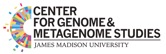 CENTER
FOR GENOME &
METAGENOME STUDIES
JAMES MADISON UNIVERSITY